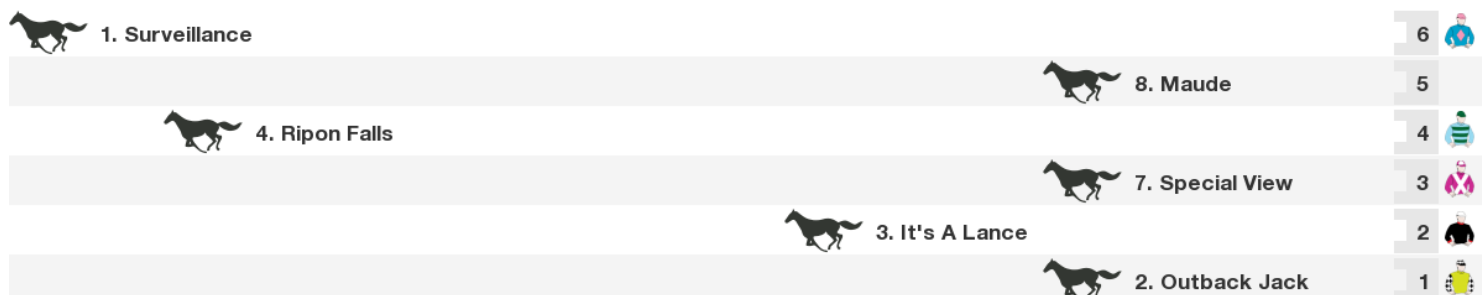 1. Surveillance 6
8. Maude 5
4. Ripon Falls 4
7. Special View 3
3. It's A Lance 2
2. Outback Jack 1